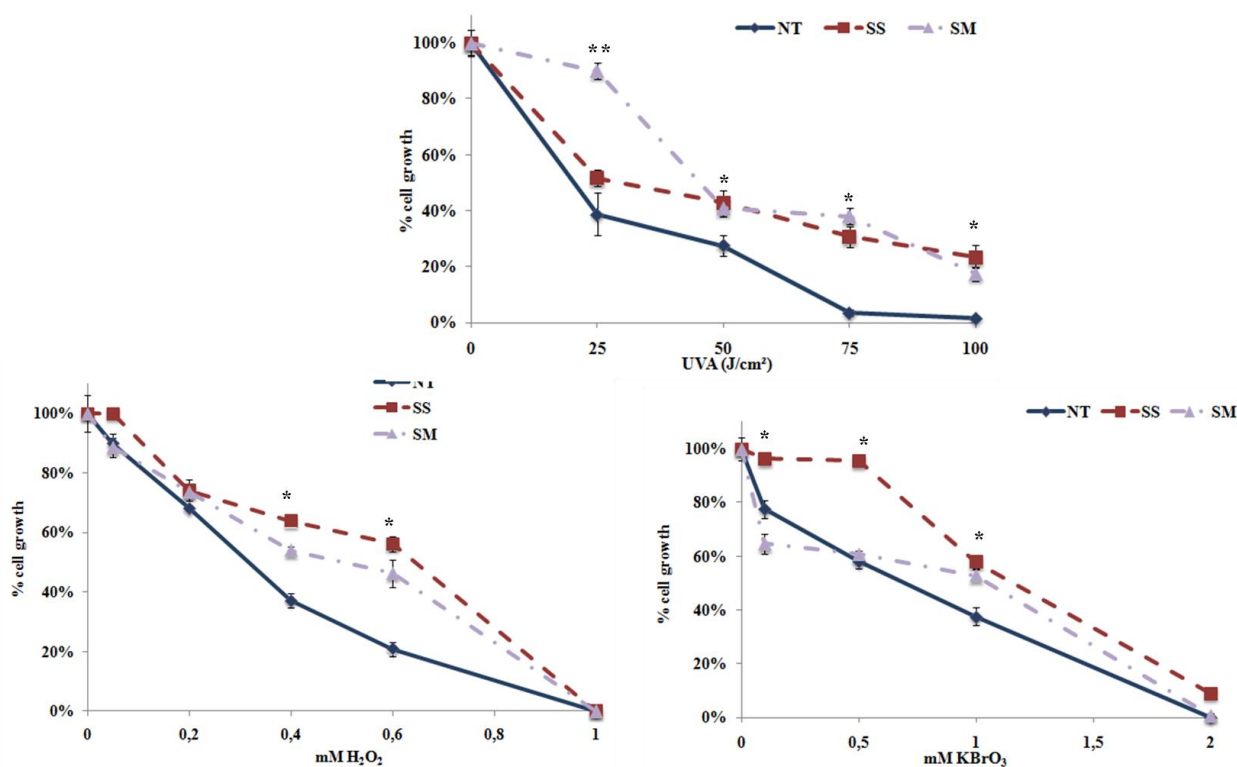 NT SS SM
**
*
*
*
100%
80%
60%
40%
20%
0%
% cell growth
0 25 50 75 100
UVA (J/cm²)
NT
SS
SM
*
*
100%
80%
60%
40%
20%
0%
% cell growth
0 0,2 0,4 0,6 0,8 1
mM H₂O₂
NT SS SM
*
*
*
100%
80%
60%
40%
20%
0%
% cell growth
0 0,5 1 1,5 2
mM KBrO₃